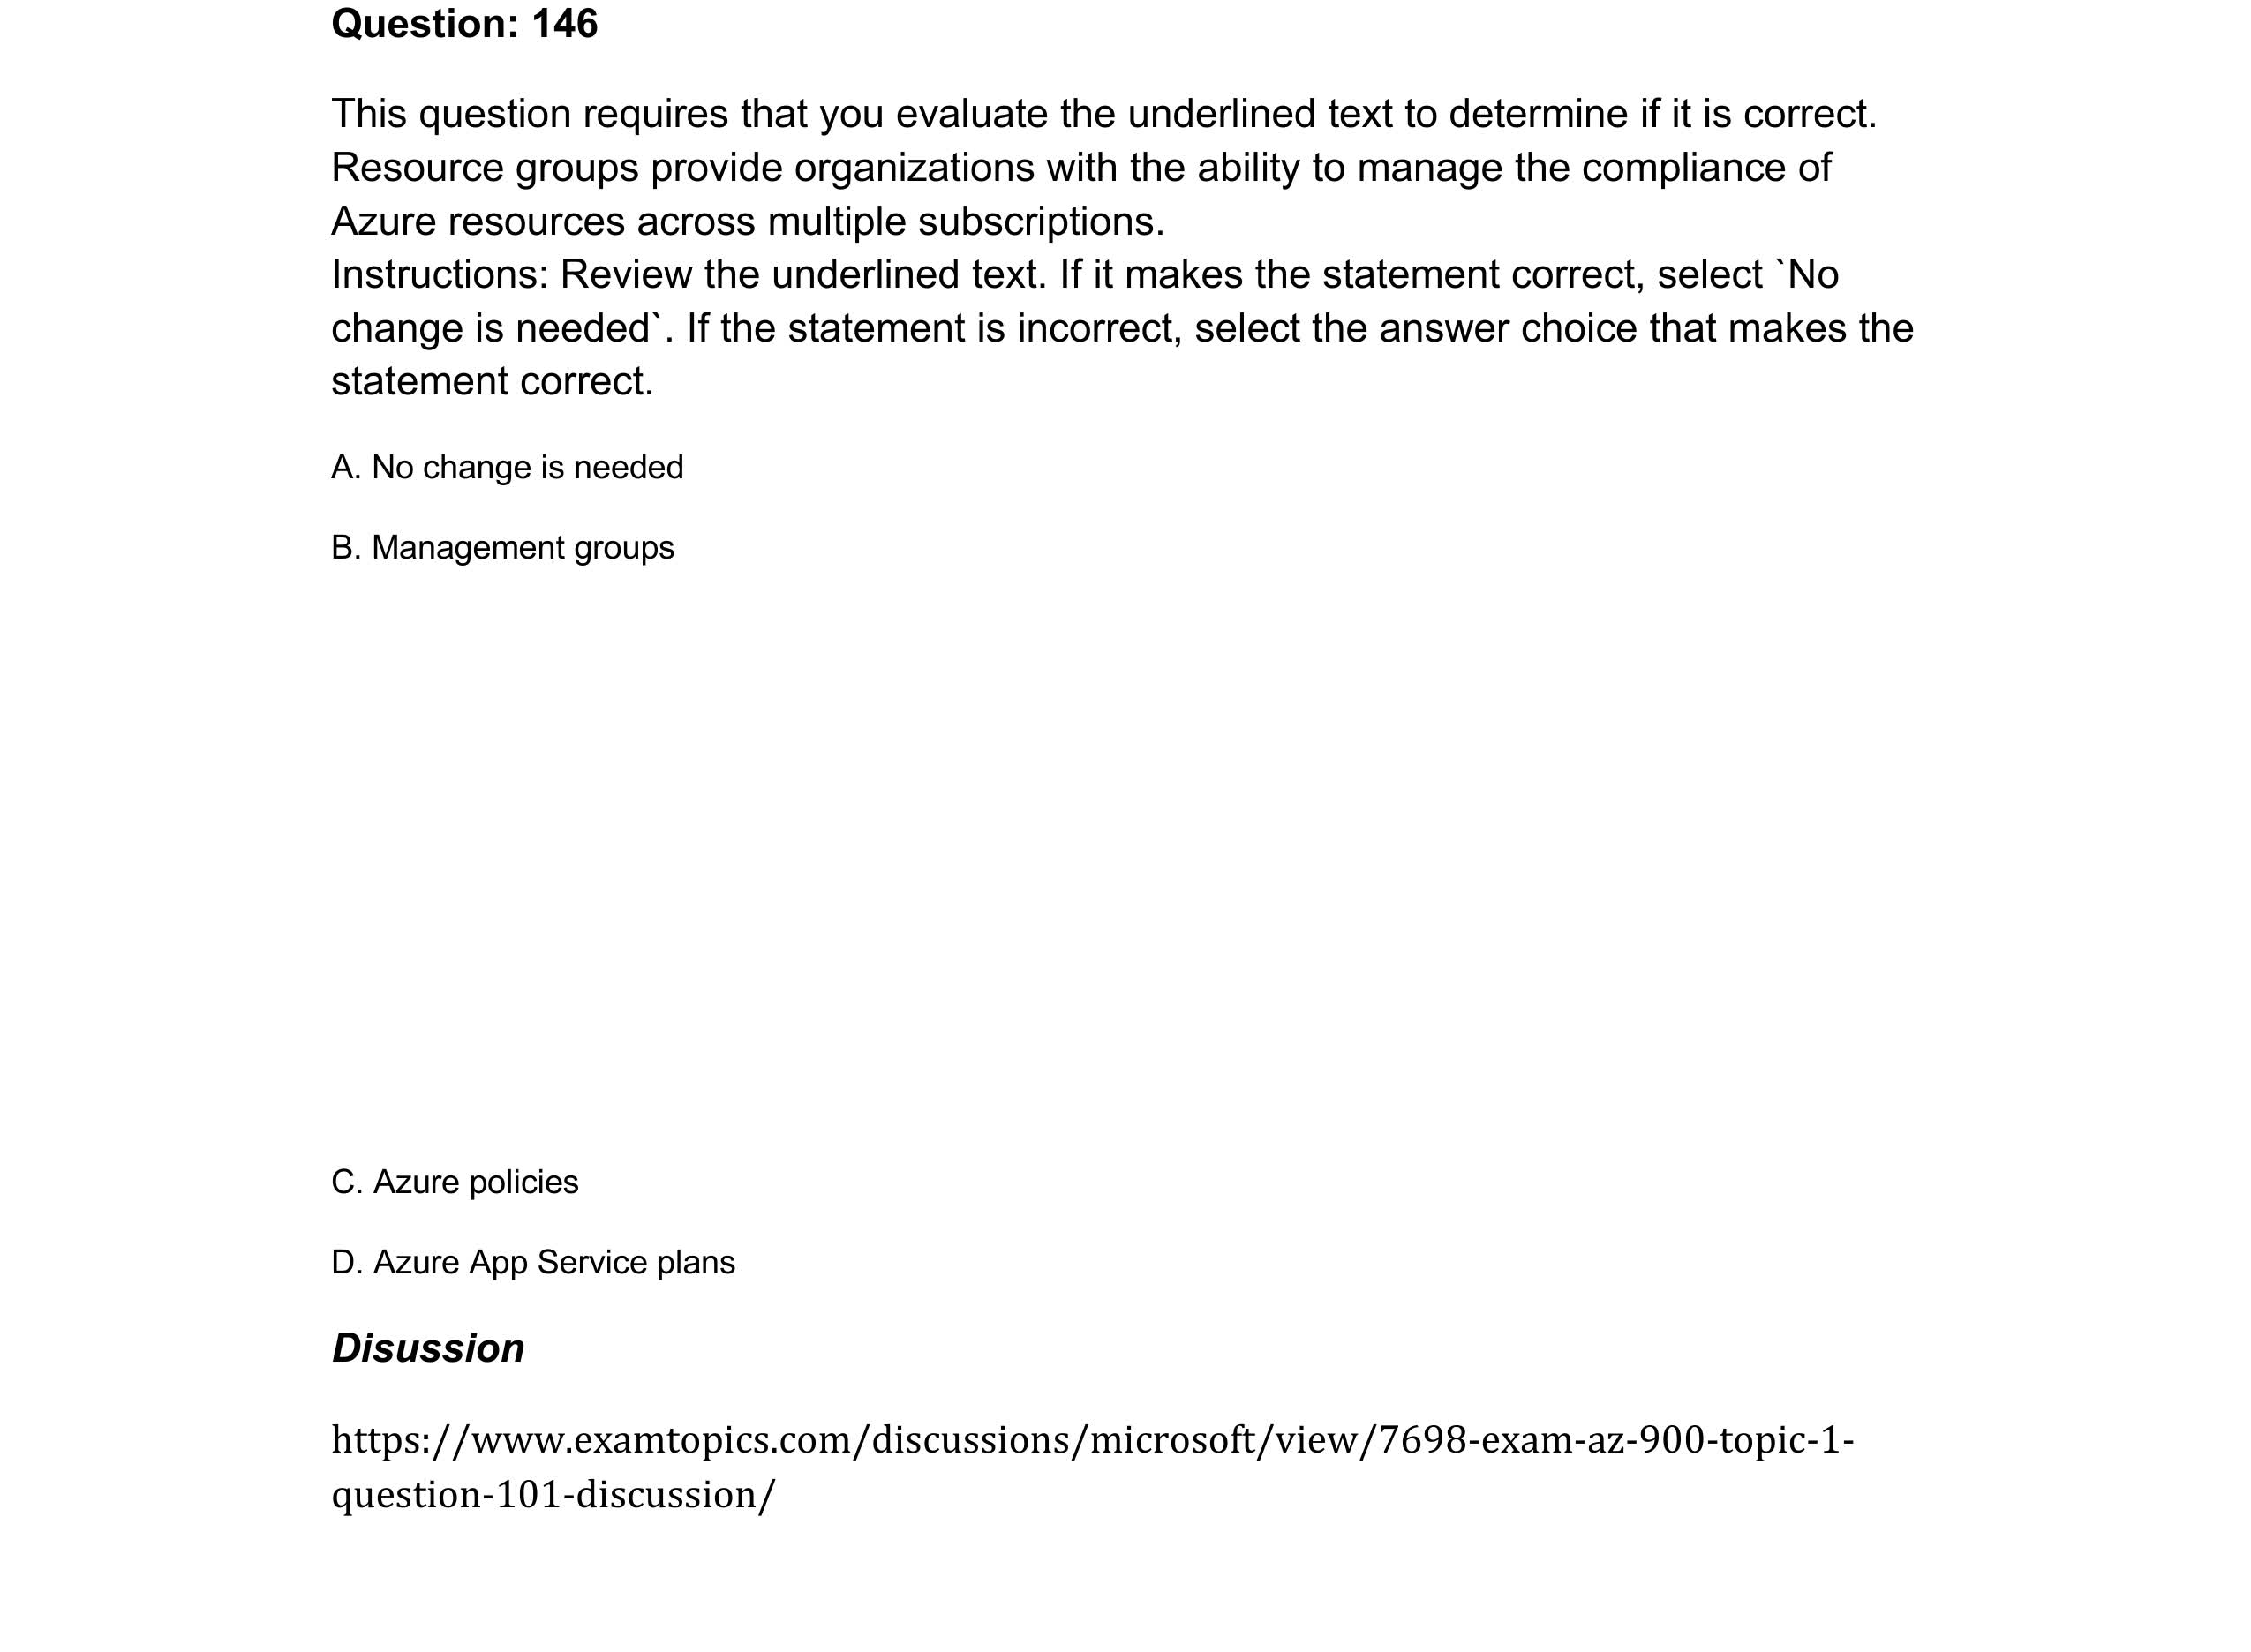 Question: 146
This question requires that you evaluate the underlined text to determine if it is correct.
Resource groups provide organizations with the ability to manage the compliance of
Azure resources across multiple subscriptions.
Instructions: Review the underlined text. If it makes the statement correct, select `No
change is needed`. If the statement is incorrect, select the answer choice that makes the
statement correct.
A. No change is needed
B. Management groups
C. Azure policies
D. Azure App Service plans
Disussion
https://www.examtopics.com/discussions/microsoft/view/7698-exam-az-900-topic-1-
question-101-discussion/